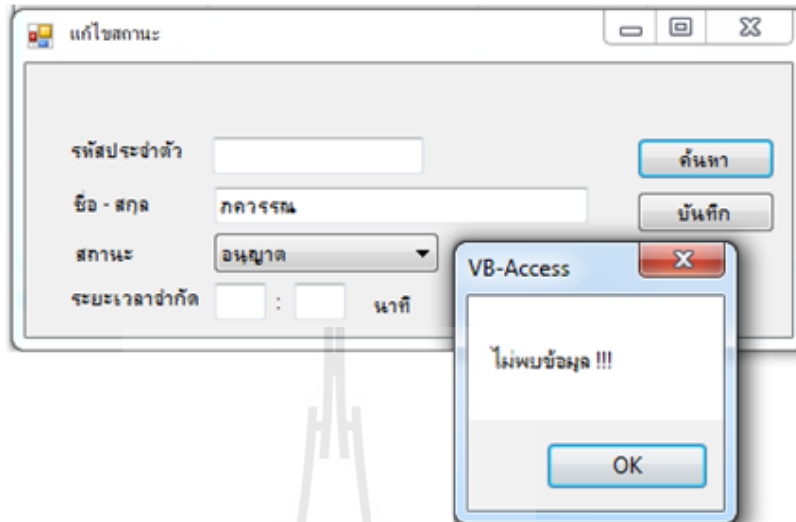 แก้ไขสถานะ
รหัสประจำตัว
ค้นหา
ชื่อ - สกุล
ภควรรณ
บันทึก
สถานะ
อนุญาต
ระยะเวลาจำกัด
:
นาที
VB-Access
ไม่พบข้อมูล !!!
OK